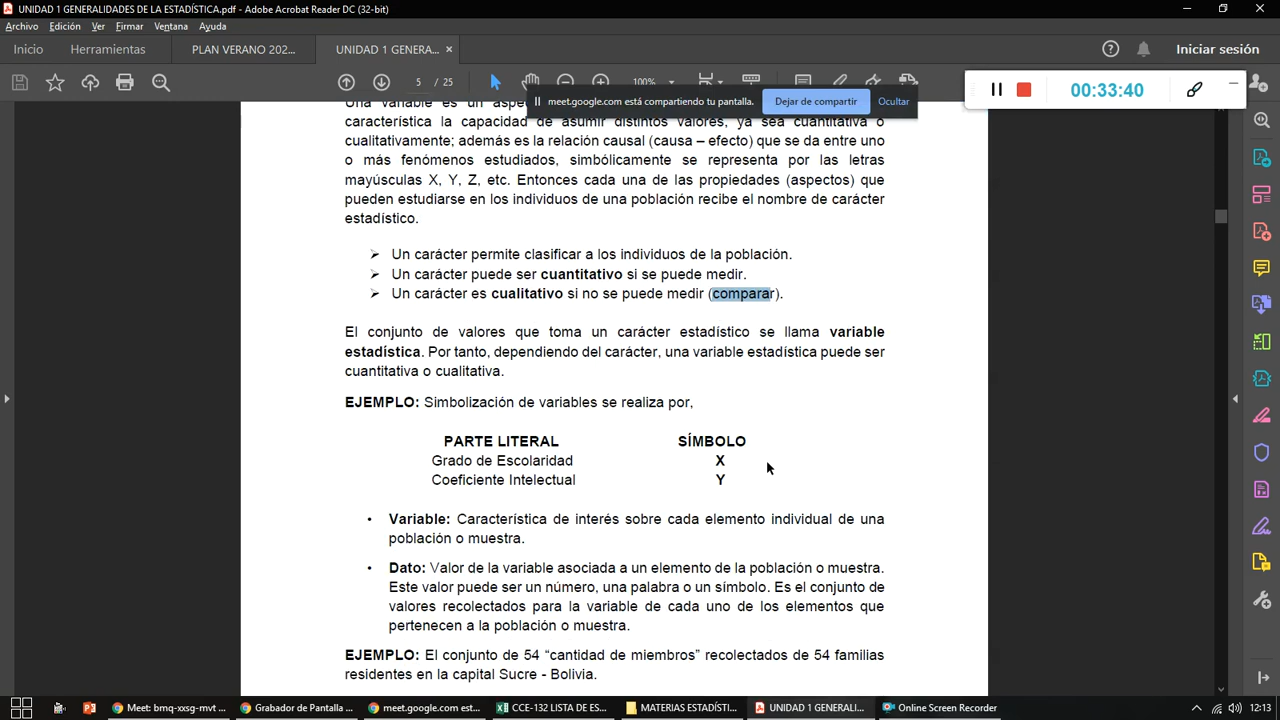 UNIDAD 1 GENERALIDADES DE LA ESTADÍSTICA.pdf - Adobe Acrobat Reader DC (32-bit)
Archivo Edición Ver Firmar Ventana Ayuda
Inicio Herramientas PLAN VERANO 202... UNIDAD 1 GENERA... × Iniciar sesión
5 / 25 100%
00:33:40
meet.google.com está compartiendo tu pantalla. Dejar de compartir Ocultar
Una variable es un
característica la capacidad de asumir distintos valores, ya sea cuantitativa o
cualitativamente; además es la relación causal (causa – efecto) que se da entre uno
o más fenómenos estudiados, simbólicamente se representa por las letras
mayúsculas X, Y, Z, etc. Entonces cada una de las propiedades (aspectos) que
pueden estudiarse en los individuos de una población recibe el nombre de carácter
estadístico.
➢ Un carácter permite clasificar a los individuos de la población.
➢ Un carácter puede ser cuantitativo si se puede medir.
➢ Un carácter es cualitativo si no se puede medir (comparar).
El conjunto de valores que toma un carácter estadístico se llama variable
estadística. Por tanto, dependiendo del carácter, una variable estadística puede ser
cuantitativa o cualitativa.
EJEMPLO: Simbolización de variables se realiza por,
PARTE LITERAL SÍMBOLO
Grado de Escolaridad X
Coeficiente Intelectual Y
• Variable: Característica de interés sobre cada elemento individual de una
población o muestra.
• Dato: Valor de la variable asociada a un elemento de la población o muestra.
Este valor puede ser un número, una palabra o un símbolo. Es el conjunto de
valores recolectados para la variable de cada uno de los elementos que
pertenecen a la población o muestra.
EJEMPLO: El conjunto de 54 “cantidad de miembros” recolectados de 54 familias
residentes en la capital Sucre - Bolivia.
Meet: bmq-xxsg-mvt ... Grabador de Pantalla ... meet.google.com est... CCE-132 LISTA DE ES... MATERIAS ESTADÍSTI... UNIDAD 1 GENERALI... Online Screen Recorder 12:13